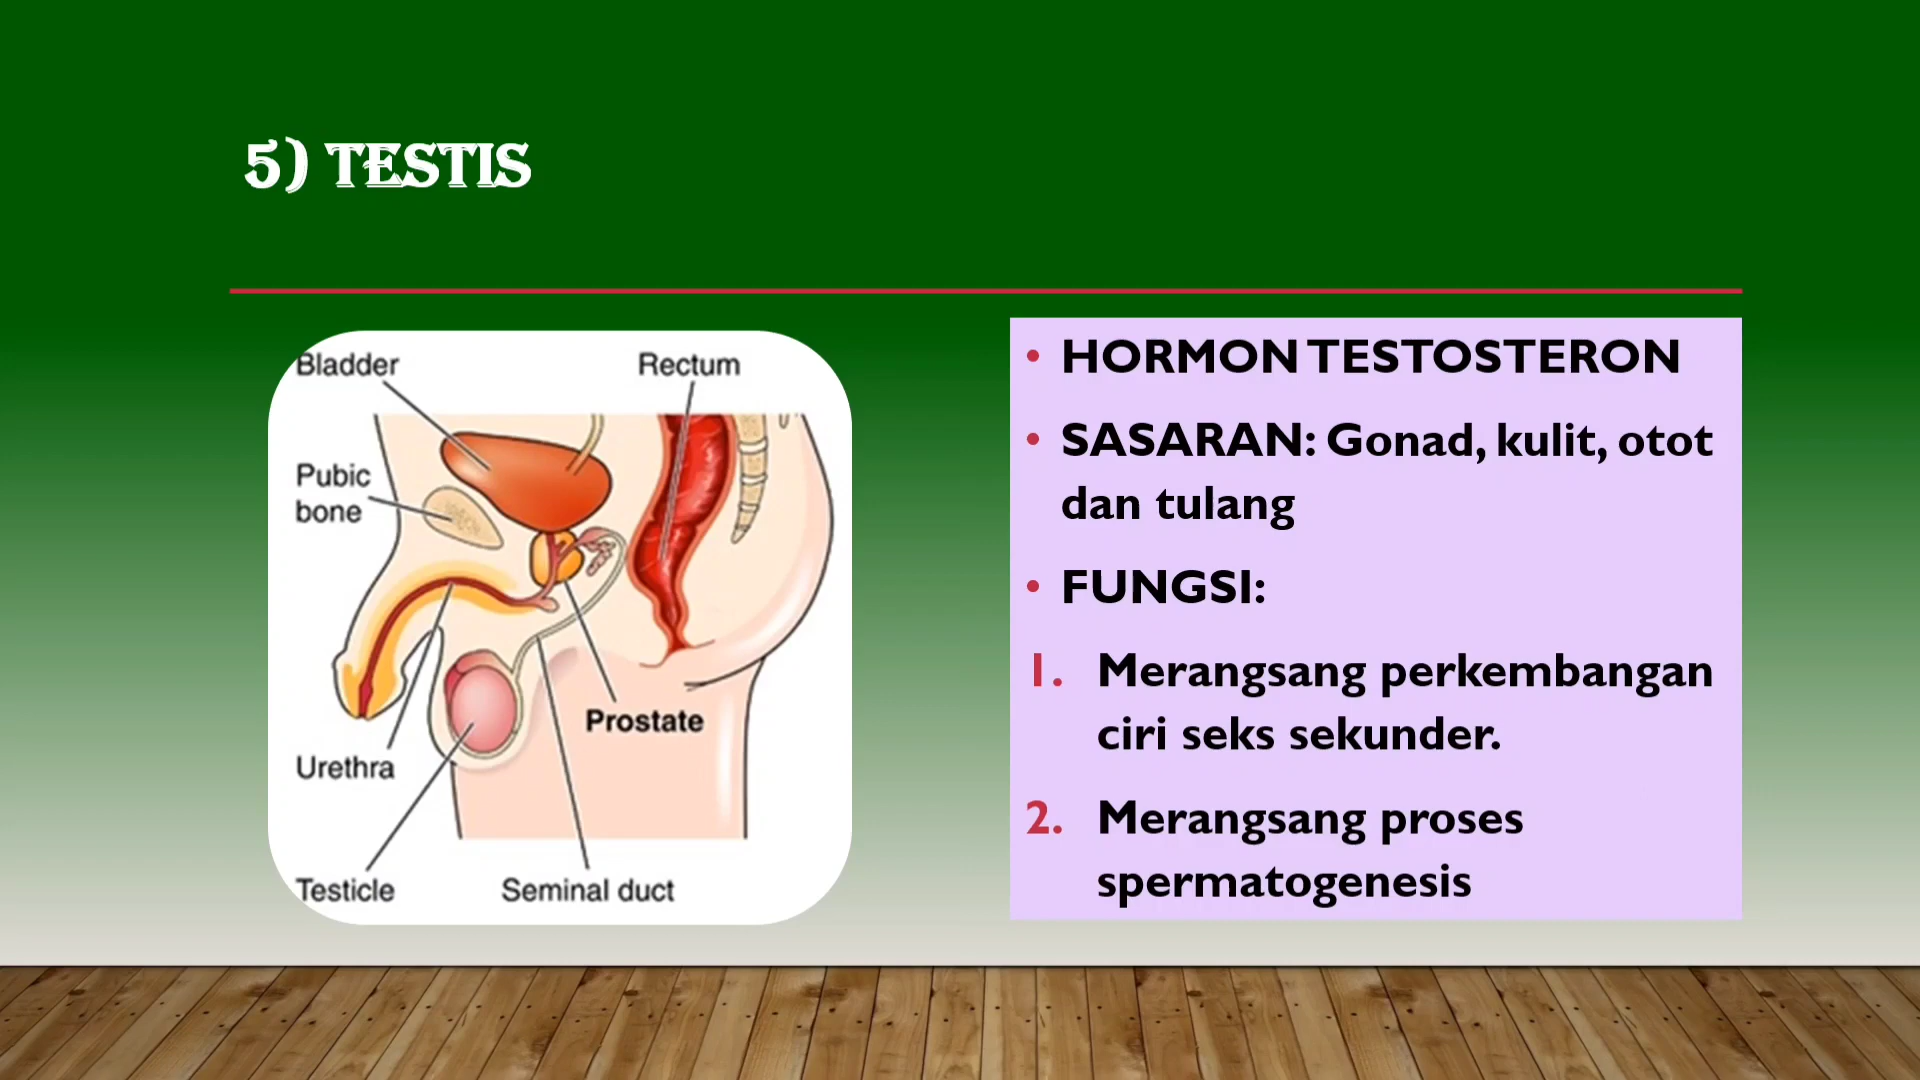 5) TESTIS
Bladder
Rectum
Pubic
bone
Prostate
Urethra
Testicle
Seminal duct
• HORMON TESTOSTERON
• SASARAN: Gonad, kulit, otot
dan tulang
• FUNGSI:
1. Merangsang perkembangan
ciri seks sekunder.
2. Merangsang proses
spermatogenesis